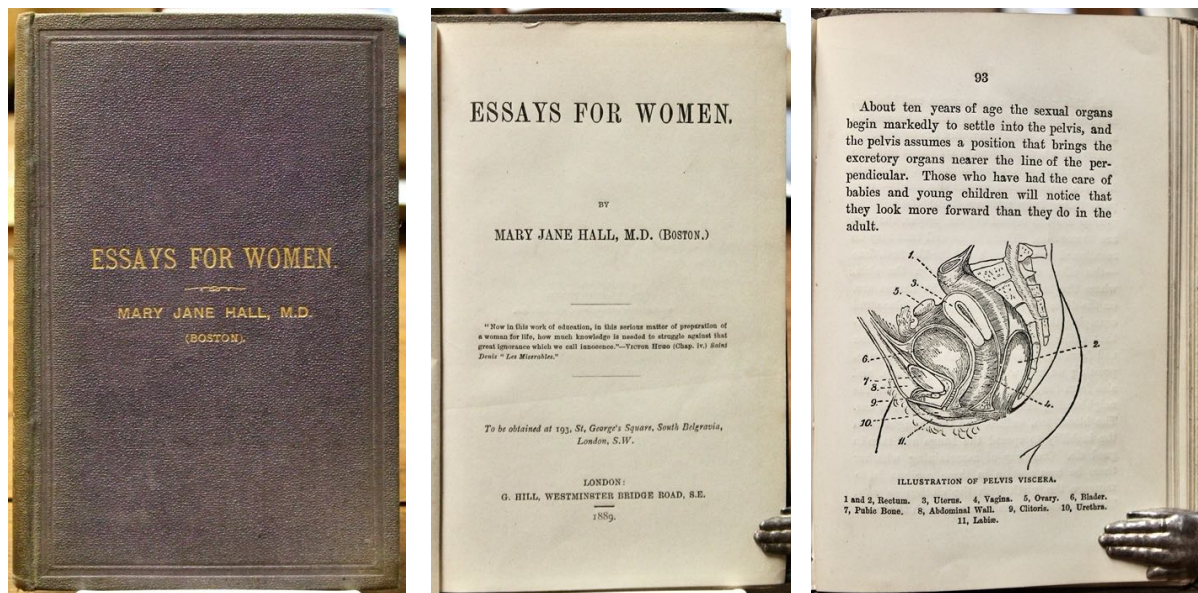 ESSAYS FOR WOMEN.
MARY JANE HALL, M.D.
(BOSTON).
ESSAYS FOR WOMEN.
BY
MARY JANE HALL, M.D. (BOSTON.)
"Now in this work of education, in this serious matter of preparation of
a woman for life, how much knowledge is needed to struggle against that
great ignorance which we call innocence."—VICTOR HUGO (Chap. iv.) Saint
Denis "Les Miserables."
To be obtained at 193, St, George's Square, South Belgravia,
London, S.W.
LONDON:
G. HILL, WESTMINSTER BRIDGE ROAD, S.E.
1889.
93
About ten years of age the sexual organs
begin markedly to settle into the pelvis, and
the pelvis assumes a position that brings the
excretory organs nearer the line of the per-
pendicular. Those who have had the care of
babies and young children will notice that
they look more forward than they do in the
adult.
1.
3.
5.
2.
6.
7.
8.
9.
4.
10.
11.
ILLUSTRATION OF PELVIS VISCERA.
1 and 2, Rectum. 3, Uterus. 4, Vagina. 5, Ovary. 6, Blader.
7, Pubic Bone. 8, Abdominal Wall. 9, Clitoris. 10, Urethra.
11, Labiæ.